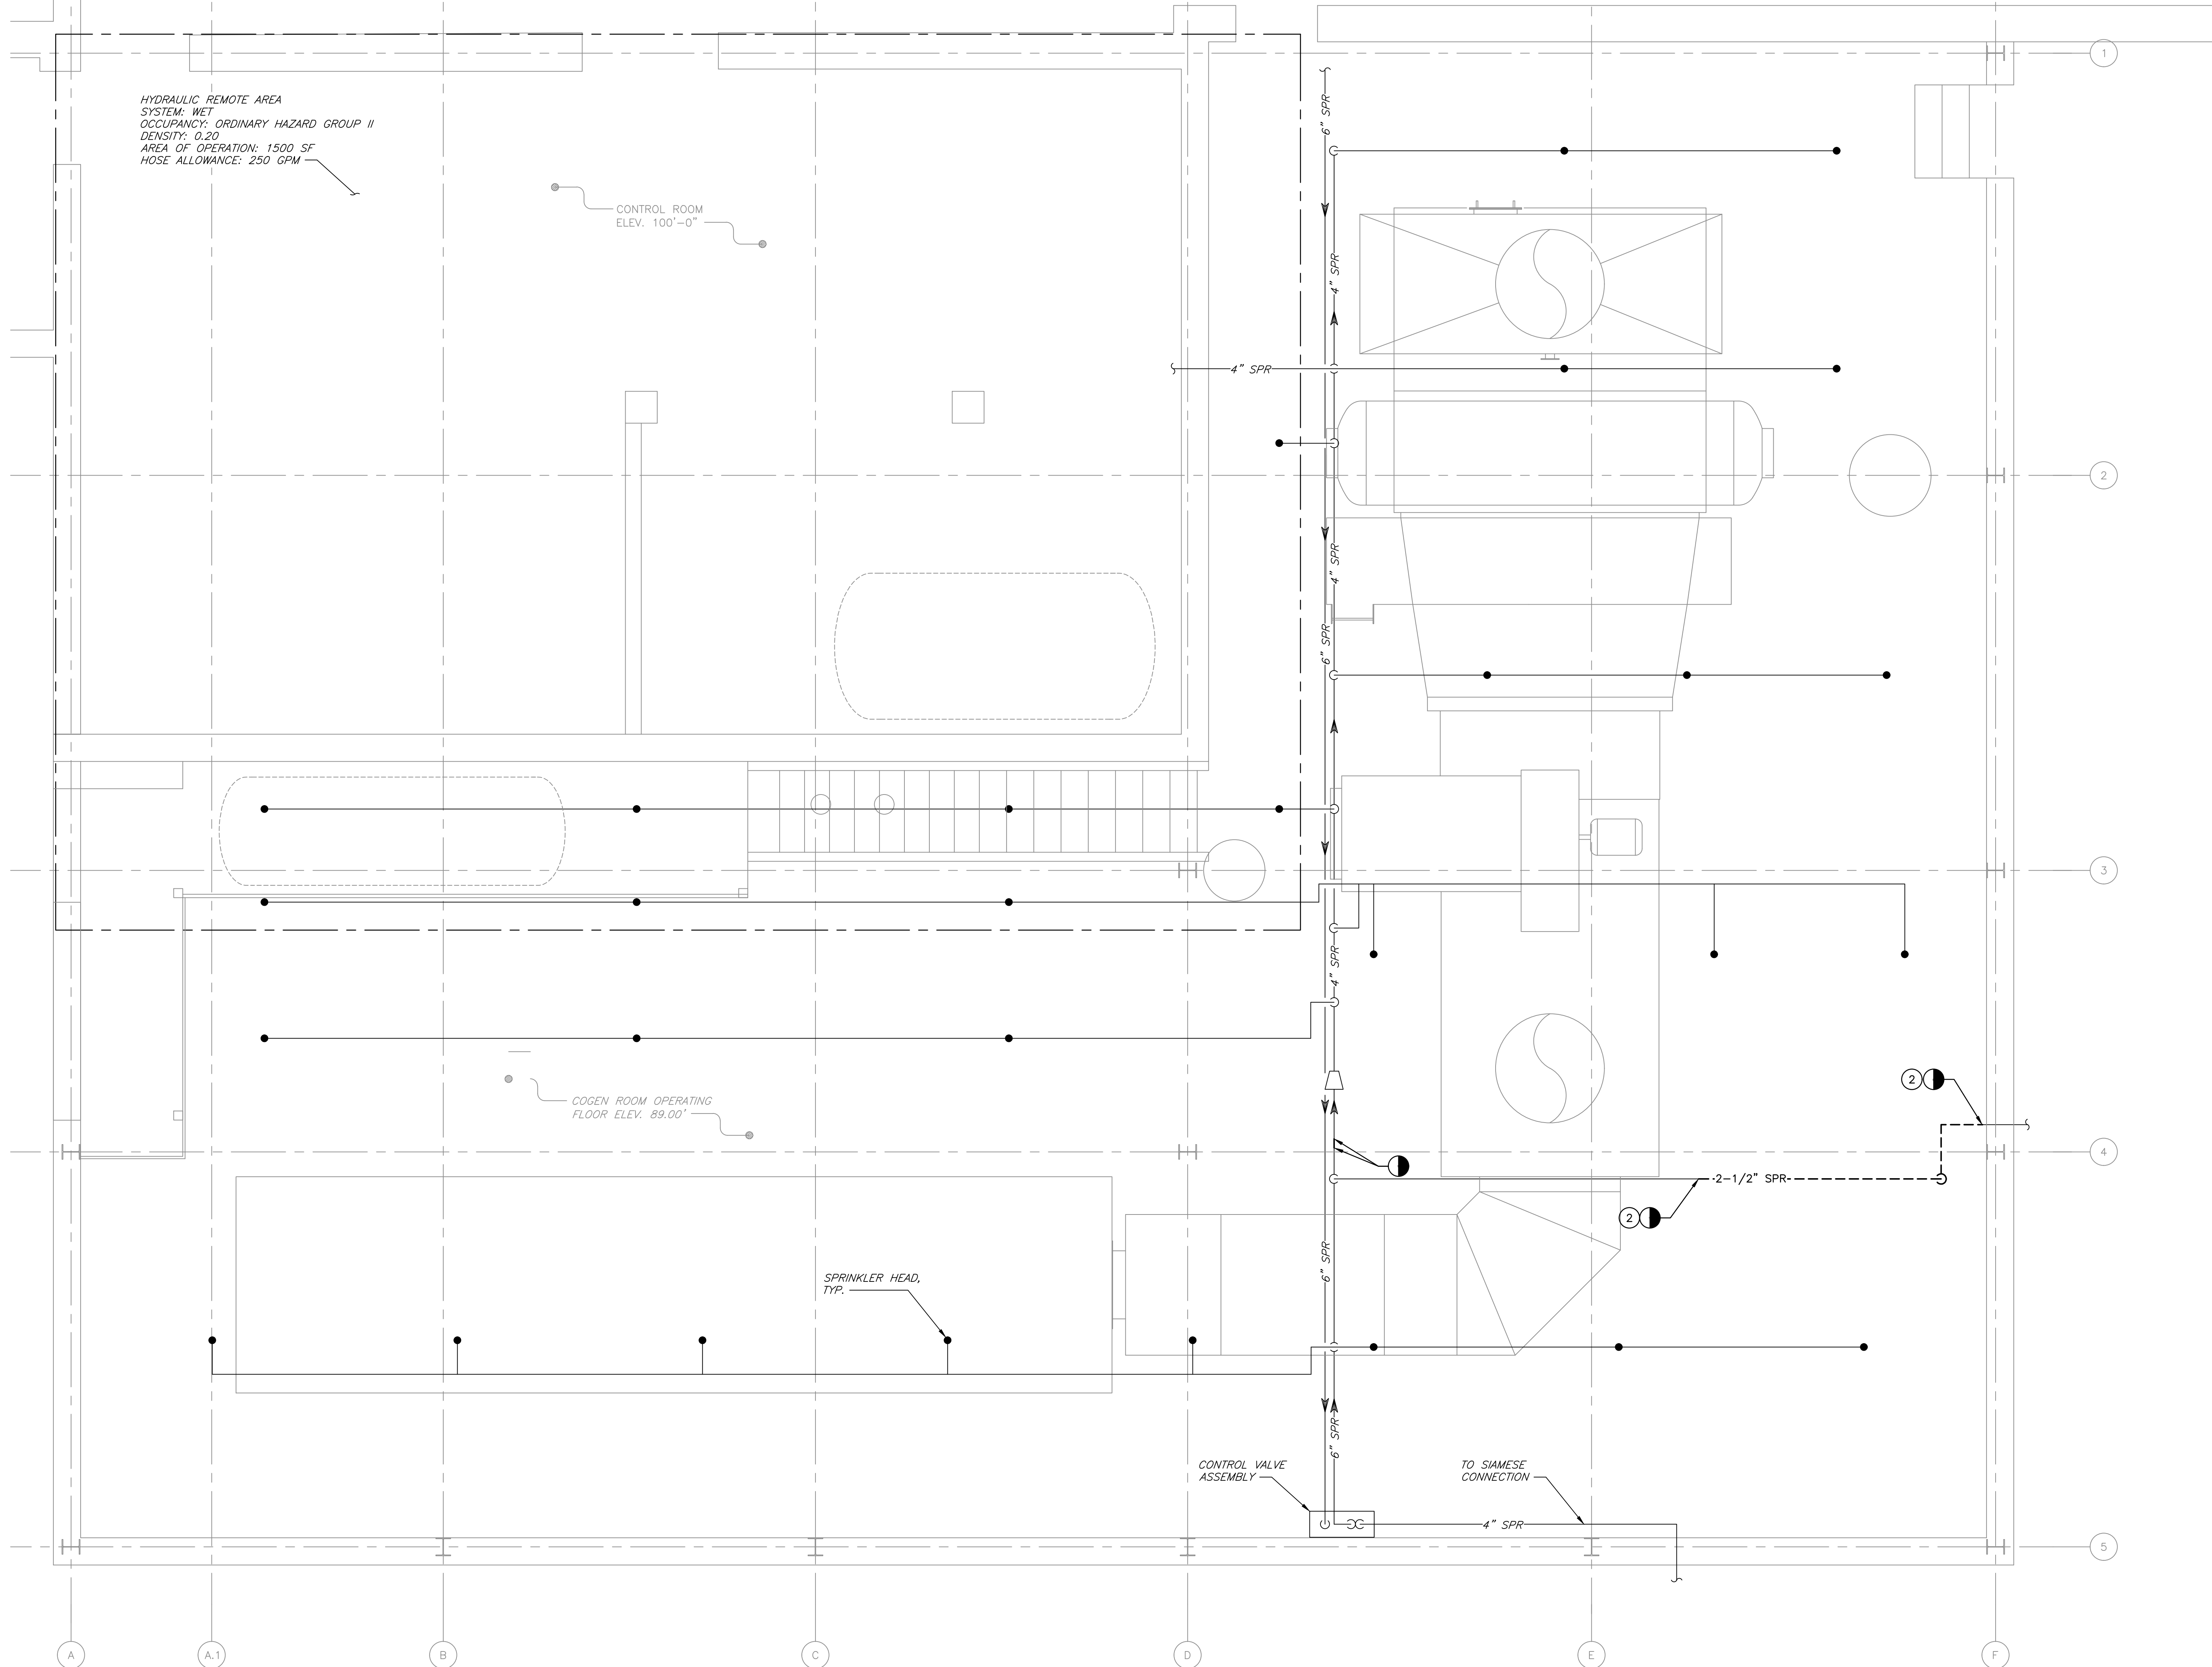 1
6" SPR
HYDRAULIC REMOTE AREA
SYSTEM: WET
OCCUPANCY: ORDINARY HAZARD GROUP II
DENSITY: 0.20
AREA OF OPERATION: 1500 SF
HOSE ALLOWANCE: 250 GPM
CONTROL ROOM
ELEV. 100'-0"
4" SPR
4" SPR
2
4" SPR
6" SPR
3
4" SPR
2
COGEN ROOM OPERATING
FLOOR ELEV. 89.00'
4
2-1/2" SPR
2
6" SPR
SPRINKLER HEAD,
TYP.
6" SPR
CONTROL VALVE
ASSEMBLY
TO SIAMESE
CONNECTION
4" SPR
5
A
A.1
B
C
D
E
F